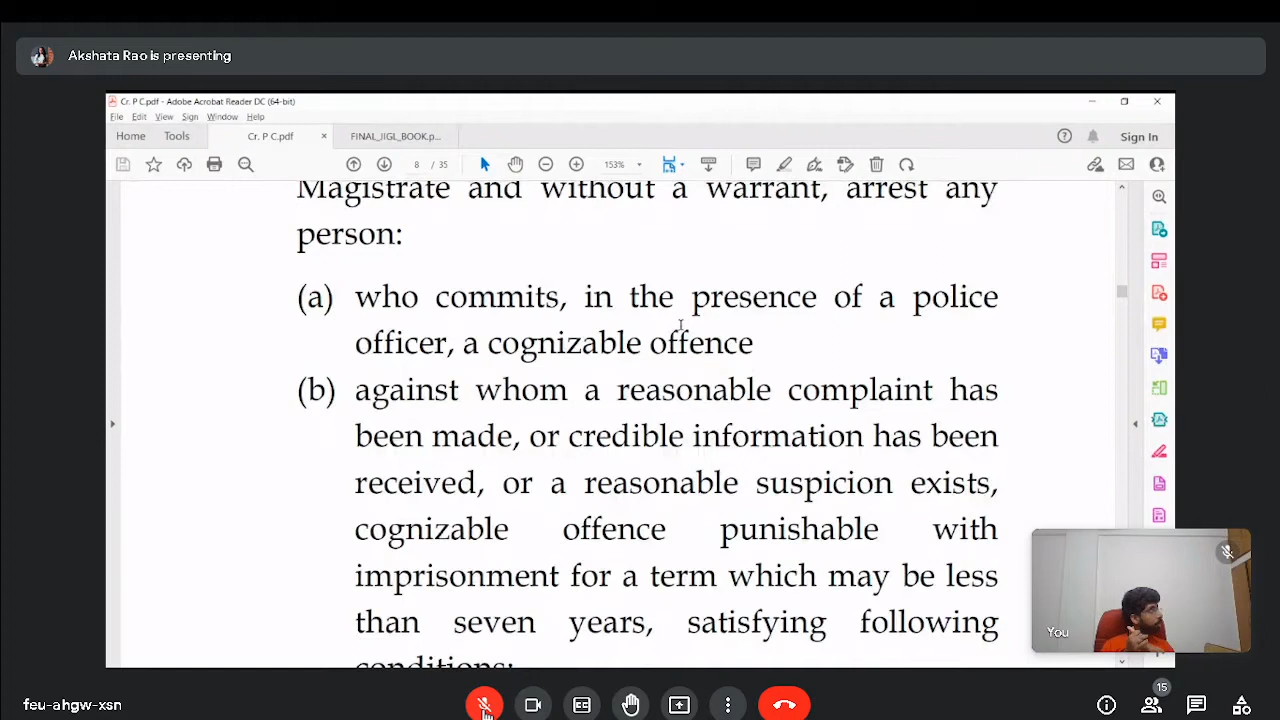 Akshata Rao is presenting
Cr. P C.pdf - Adobe Acrobat Reader DC (64-bit)
File Edit View Sign Window Help
Home Tools Cr. P C.pdf × FINAL_JIGL_BOOK.p... Sign In
8 / 35 153%
Magistrate and without a warrant, arrest any
person:
(a) who commits, in the presence of a police
officer, a cognizable offence
(b) against whom a reasonable complaint has
been made, or credible information has been
received, or a reasonable suspicion exists,
cognizable offence punishable with
imprisonment for a term which may be less
than seven years, satisfying following
conditions:
You
feu-ahgw-xsn
15